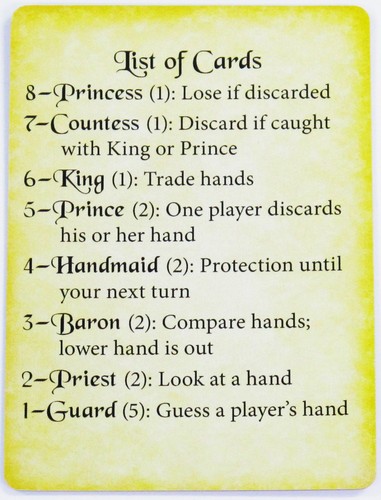 List of Cards
8–Princess (1): Lose if discarded
7–Countess (1): Discard if caught
with King or Prince
6–King (1): Trade hands
5–Prince (2): One player discards
his or her hand
4–Handmaid (2): Protection until
your next turn
3–Baron (2): Compare hands;
lower hand is out
2–Priest (2): Look at a hand
1–Guard (5): Guess a player's hand